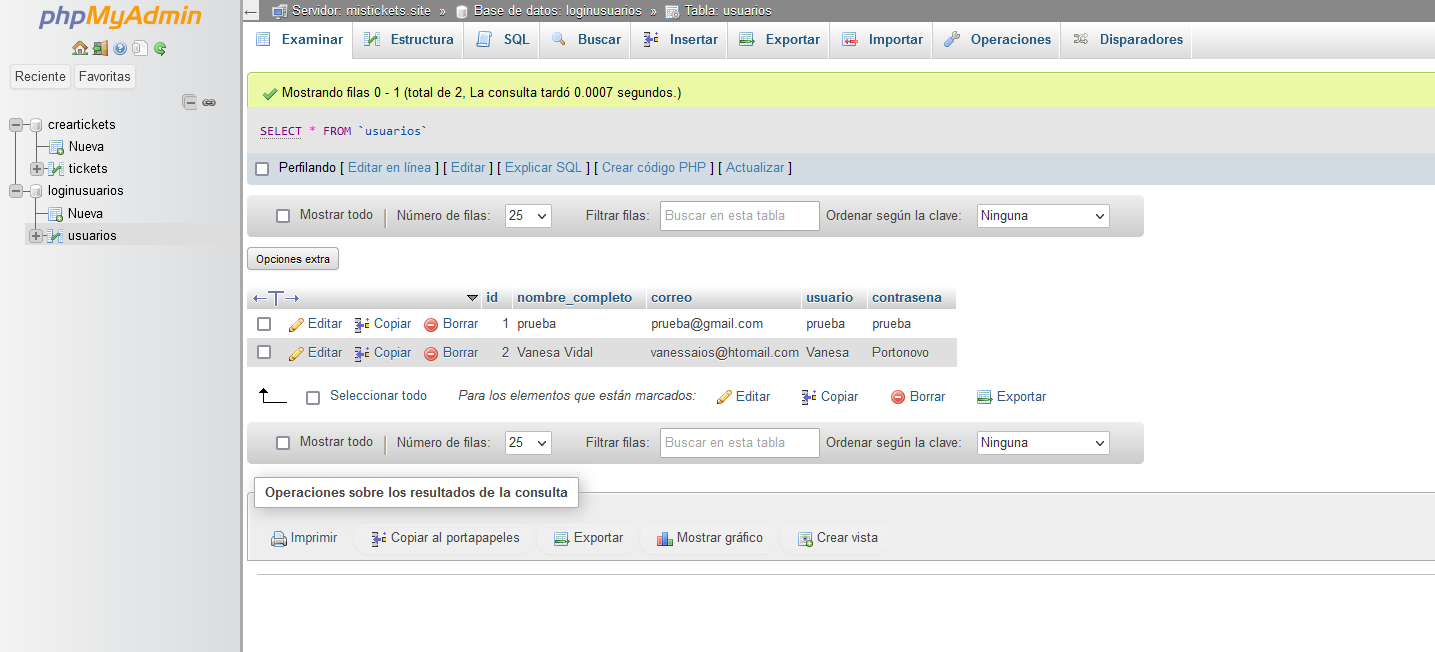 phpMyAdmin
Reciente Favoritas
creartickets
Nueva
tickets
loginusuarios
Nueva
usuarios
Servidor: mistickets.site » Base de datos: loginusuarios » Tabla: usuarios
Examinar Estructura SQL Buscar Insertar Exportar Importar Operaciones Disparadores
Mostrando filas 0 - 1 (total de 2, La consulta tardó 0.0007 segundos.)
SELECT * FROM `usuarios`
Perfilando [ Editar en línea ] [ Editar ] [ Explicar SQL ] [ Crear código PHP ] [ Actualizar ]
Mostrar todo Número de filas: 25 Filtrar filas: Buscar en esta tabla Ordenar según la clave: Ninguna
Opciones extra
←T→ id nombre_completo correo usuario contrasena
Editar Copiar Borrar 1 prueba prueba@gmail.com prueba prueba
Editar Copiar Borrar 2 Vanesa Vidal vanessaios@htomail.com Vanesa Portonovo
Seleccionar todo Para los elementos que están marcados: Editar Copiar Borrar Exportar
Mostrar todo Número de filas: 25 Filtrar filas: Buscar en esta tabla Ordenar según la clave: Ninguna
Operaciones sobre los resultados de la consulta
Imprimir Copiar al portapapeles Exportar Mostrar gráfico Crear vista